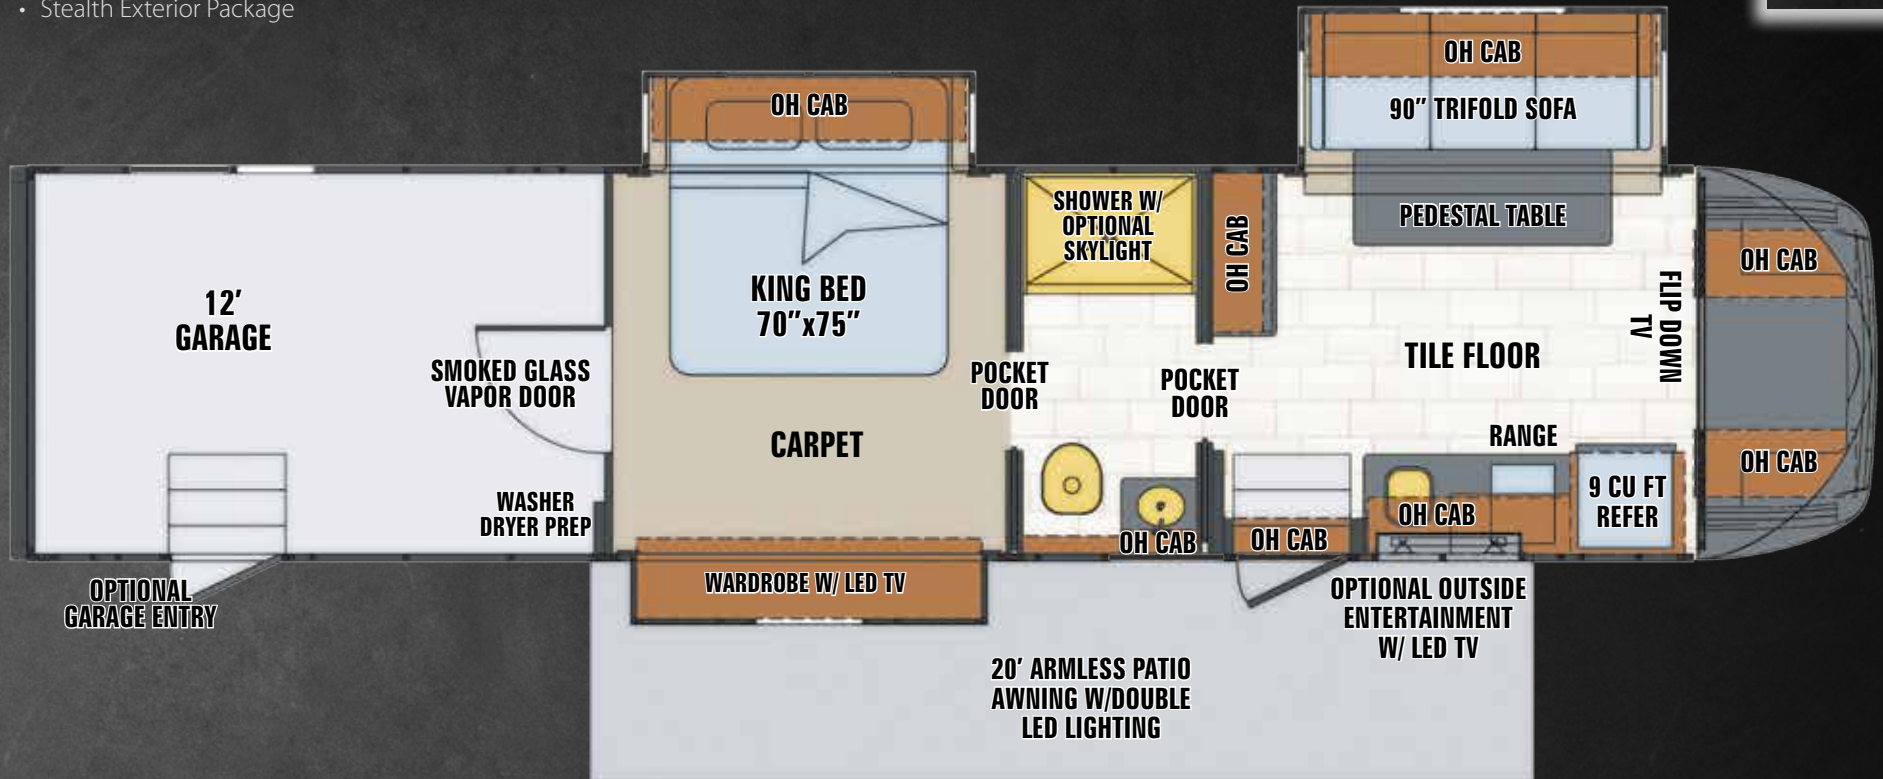 • Stealth Exterior Package
OH CAB
90" TRIFOLD SOFA
OH CAB
PEDESTAL TABLE
SHOWER W/
OPTIONAL
SKYLIGHT
OH CAB
OH CAB
KING BED
70"x75"
12'
GARAGE
FLIP DOWN
TV
TILE FLOOR
SMOKED GLASS
VAPOR DOOR
POCKET
DOOR
POCKET
DOOR
CARPET
RANGE
OH CAB
9 CU FT
REFER
WASHER
DRYER PREP
OH CAB
OH CAB
OH CAB
WARDROBE W/ LED TV
OPTIONAL
GARAGE ENTRY
OPTIONAL OUTSIDE
ENTERTAINMENT
W/ LED TV
20' ARMLESS PATIO
AWNING W/DOUBLE
LED LIGHTING